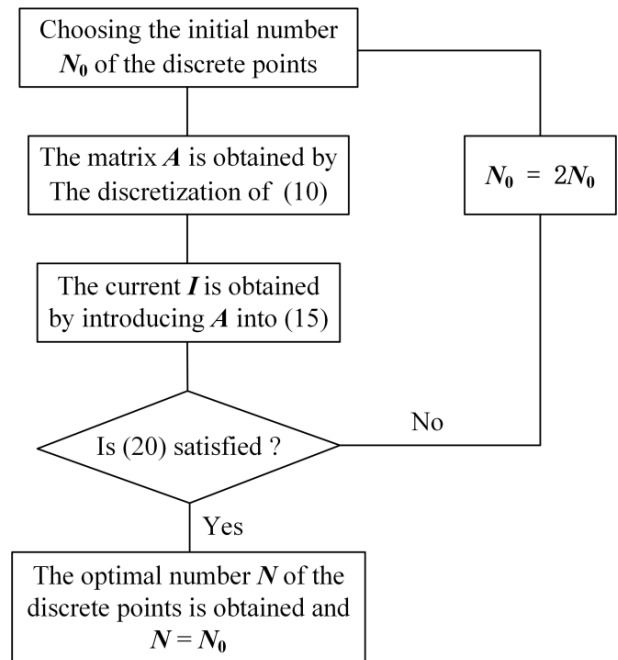 Choosing the initial number
N₀ of the discrete points
The matrix A is obtained by
The discretization of (10)
N₀ = 2N₀
The current I is obtained
by introducing A into (15)
Is (20) satisfied ?
No
Yes
The optimal number N of the
discrete points is obtained and
N = N₀